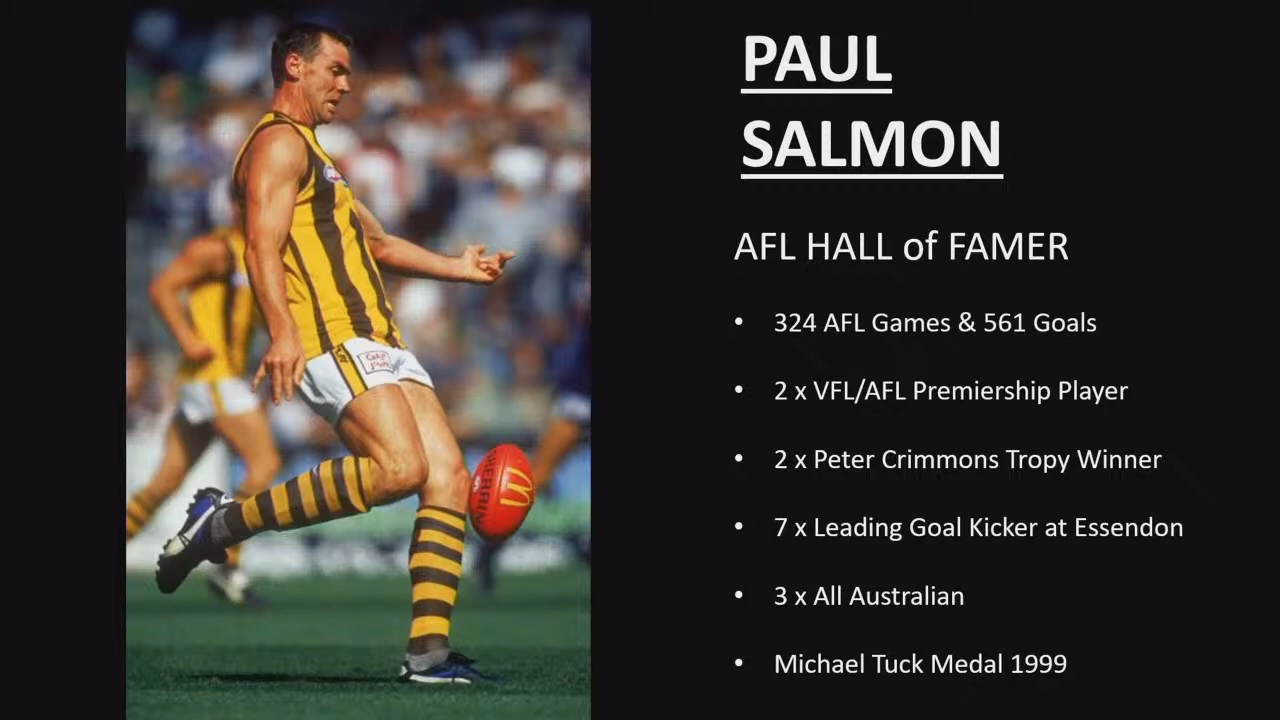 PAUL
SALMON
AFL HALL of FAMER
• 324 AFL Games & 561 Goals
• 2 x VFL/AFL Premiership Player
• 2 x Peter Crimmons Tropy Winner
• 7 x Leading Goal Kicker at Essendon
• 3 x All Australian
• Michael Tuck Medal 1999